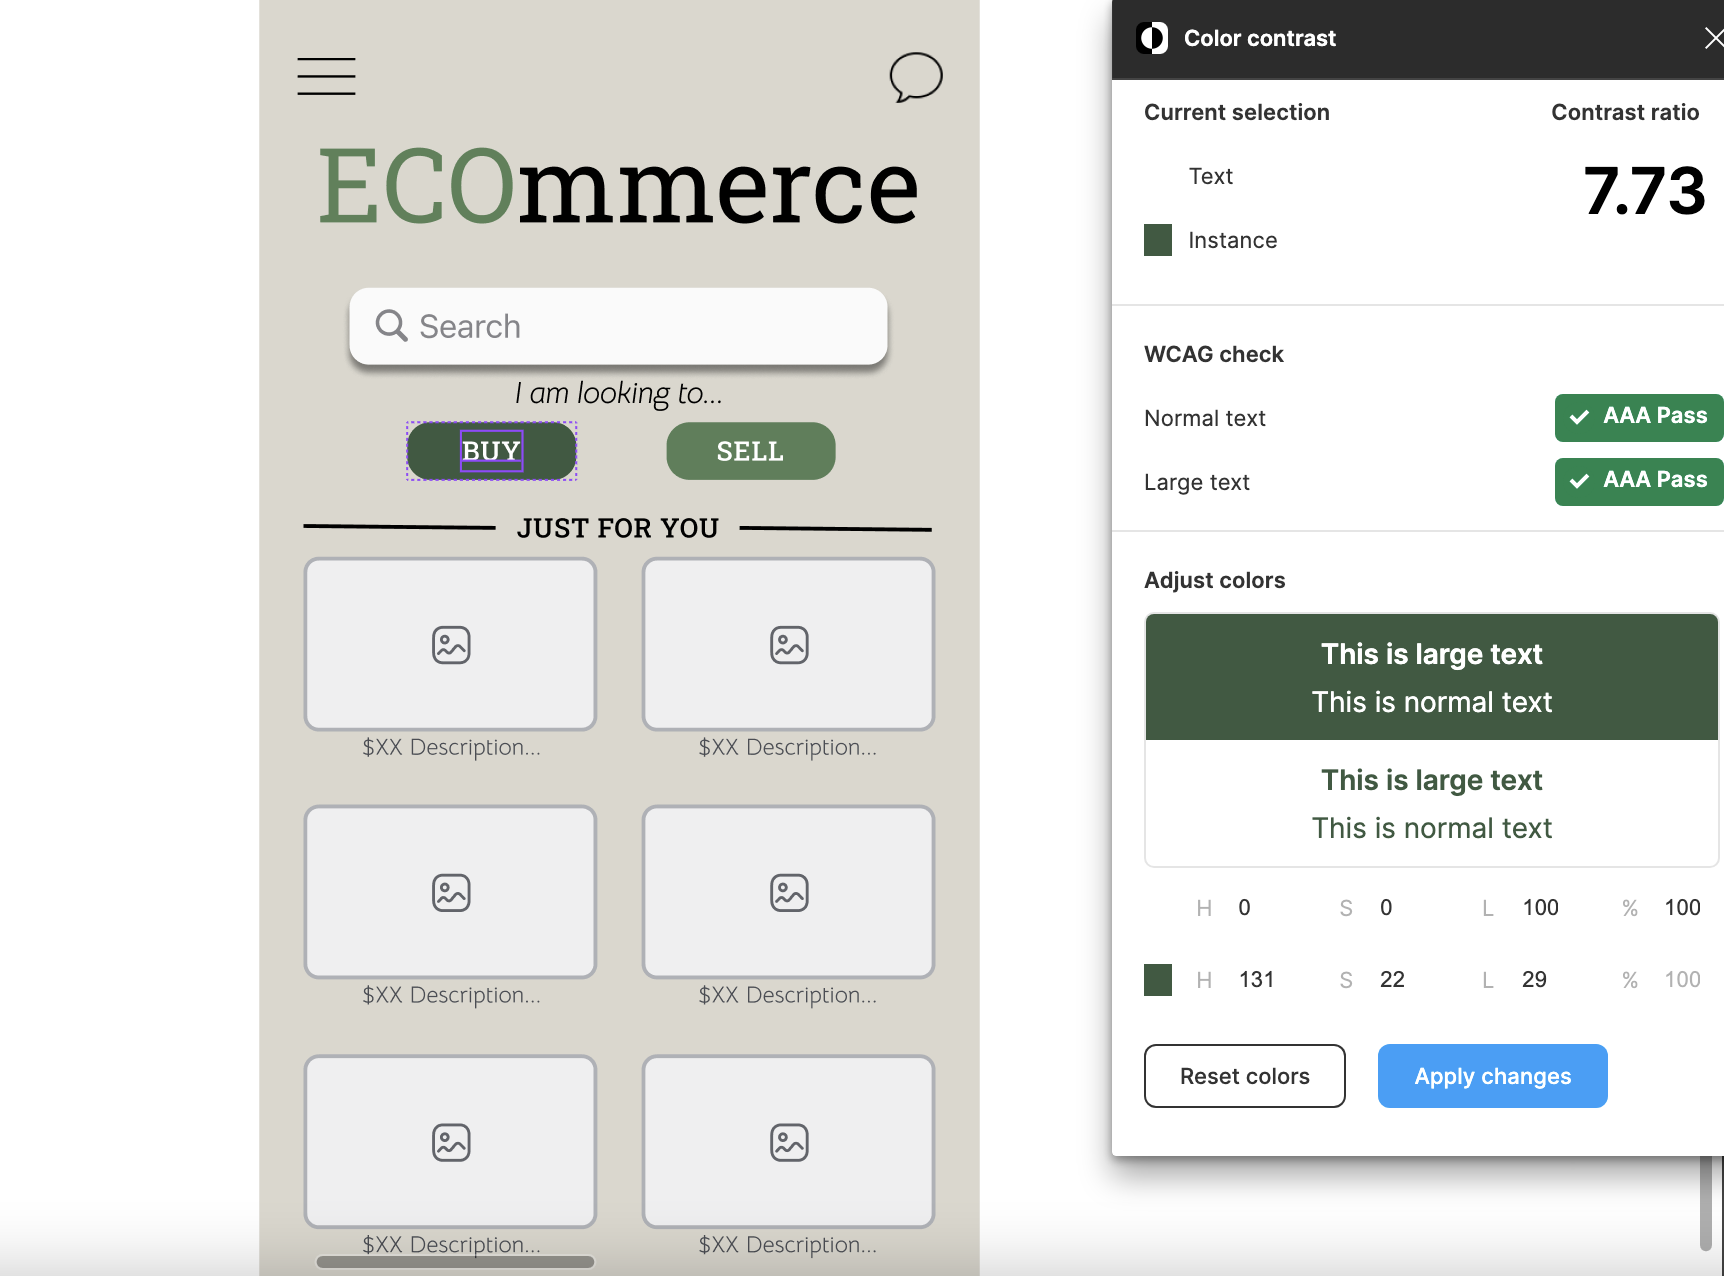 ECOmmerce
Search
I am looking to...
BUY
SELL
JUST FOR YOU
$XX Description...
$XX Description...
$XX Description...
$XX Description...
$XX Description...
$XX Description...
Color contrast
Current selection
Contrast ratio
Text
7.73
Instance
WCAG check
Normal text
AAA Pass
Large text
AAA Pass
Adjust colors
This is large text
This is normal text
This is large text
This is normal text
H 0 S 0 L 100 % 100
H 131 S 22 L 29 % 100
Reset colors
Apply changes